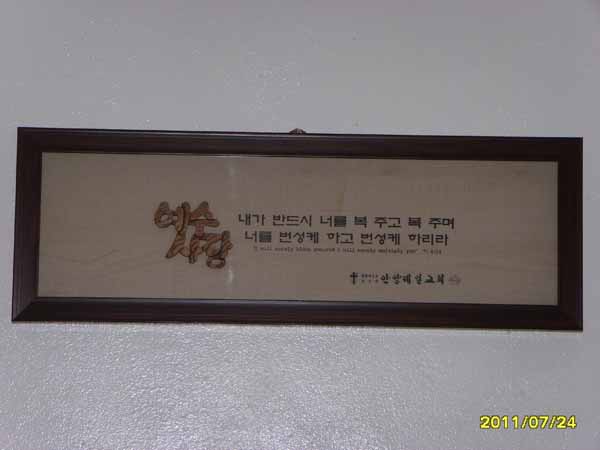 예수
사랑
내가 반드시 너를 복 주고 복 주며
너를 번성케 하고 번성케 하리라
안양제일교회
2011/07/24